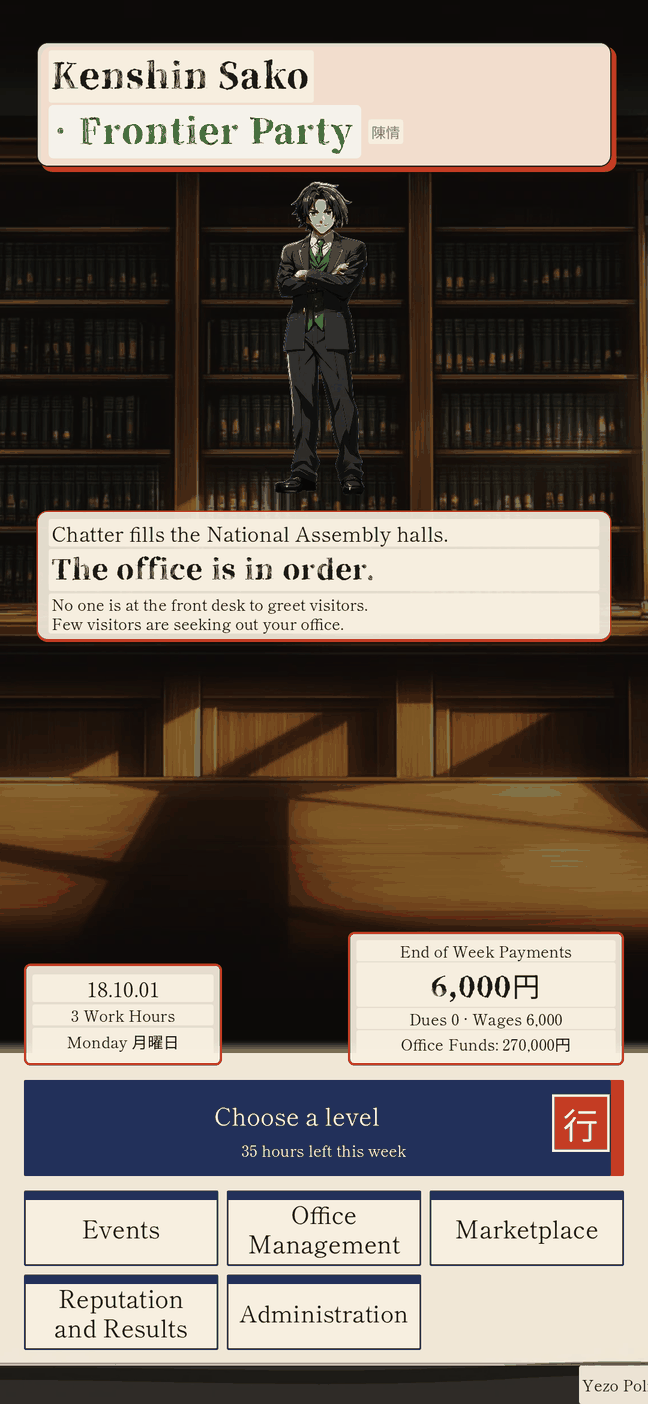 Kenshin Sako
· Frontier Party 陳情
Chatter fills the National Assembly halls.
The office is in order.
No one is at the front desk to greet visitors.
Few visitors are seeking out your office.
18.10.01
3 Work Hours
Monday 月曜日
End of Week Payments
6,000円
Dues 0 · Wages 6,000
Office Funds: 270,000円
Choose a level
35 hours left this week
行
Events
Office
Management
Marketplace
Reputation
and Results
Administration
Yezo Pol